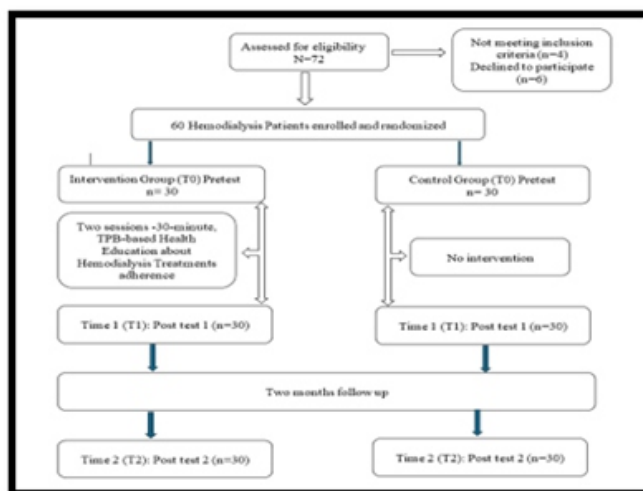 Assessed for eligibility
N=72
Not meeting inclusion
criteria (n=4)
Declined to participate
(n=6)
60 Hemodialysis Patients enrolled and randomized
Intervention Group (T0) Pretest
n= 30
Control Group (T0) Pretest
n= 30
Two sessions -30-minute,
TPB-based Health
Education about
Hemodialysis Treatments
adherence
No intervention
Time 1 (T1): Post test 1 (n=30)
Time 1 (T1): Post test 1 (n=30)
Two months follow up
Time 2 (T2): Post test 2 (n=30)
Time 2 (T2): Post test 2 (n=30)